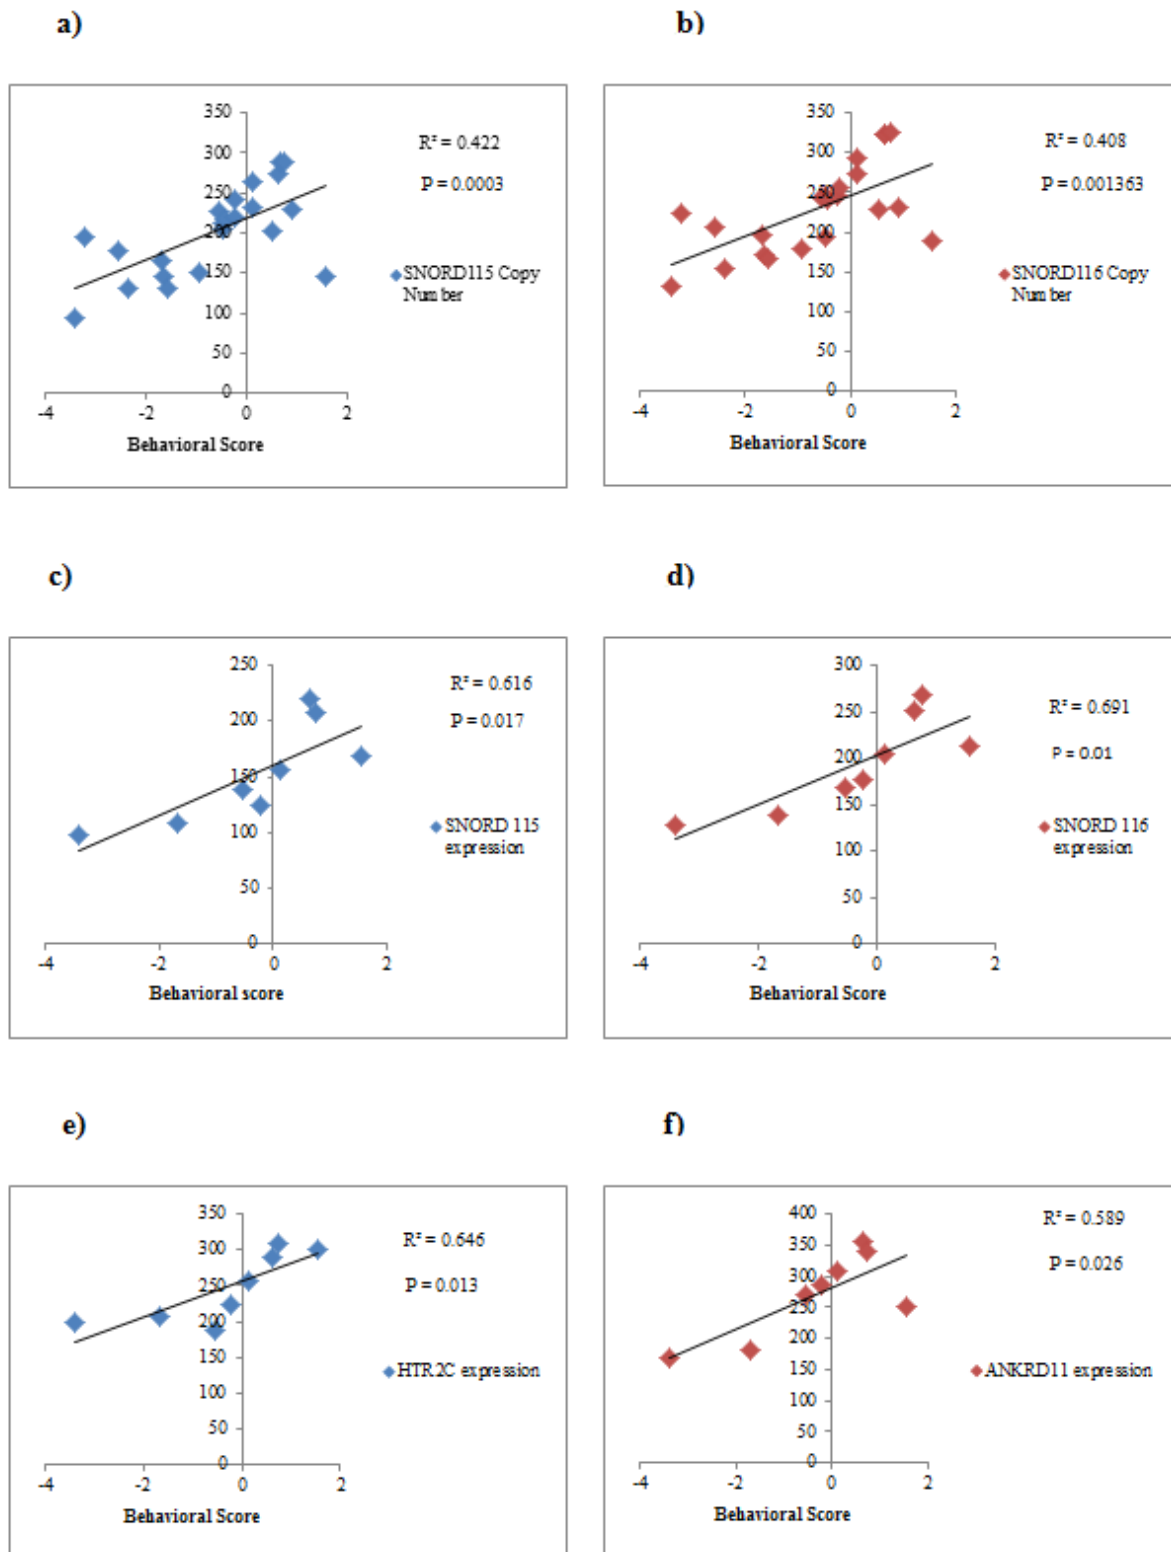 a)
350
300
250
200
150
100
50
0
-4 -2 0 2
Behavioral Score
R² = 0.422
P = 0.0003
SNORD115 Copy
Number
b)
350
300
250
200
150
100
50
0
-4 -2 0 2
Behavioral Score
R² = 0.408
P = 0.001363
SNORD116 Copy
Number
c)
250
200
150
100
50
0
-4 -2 0 2
Behavioral score
R² = 0.616
P = 0.017
SNORD 115
expression
d)
300
250
200
150
100
50
0
-4 -2 0 2
Behavioral Score
R² = 0.691
P = 0.01
SNORD 116
expression
e)
350
300
250
200
150
100
50
0
-4 -2 0 2
Behavioral Score
R² = 0.646
P = 0.013
HTR2C expression
f)
400
350
300
250
200
150
100
50
0
-4 -2 0 2
Behavioral Score
R² = 0.589
P = 0.026
ANKRD11 expression